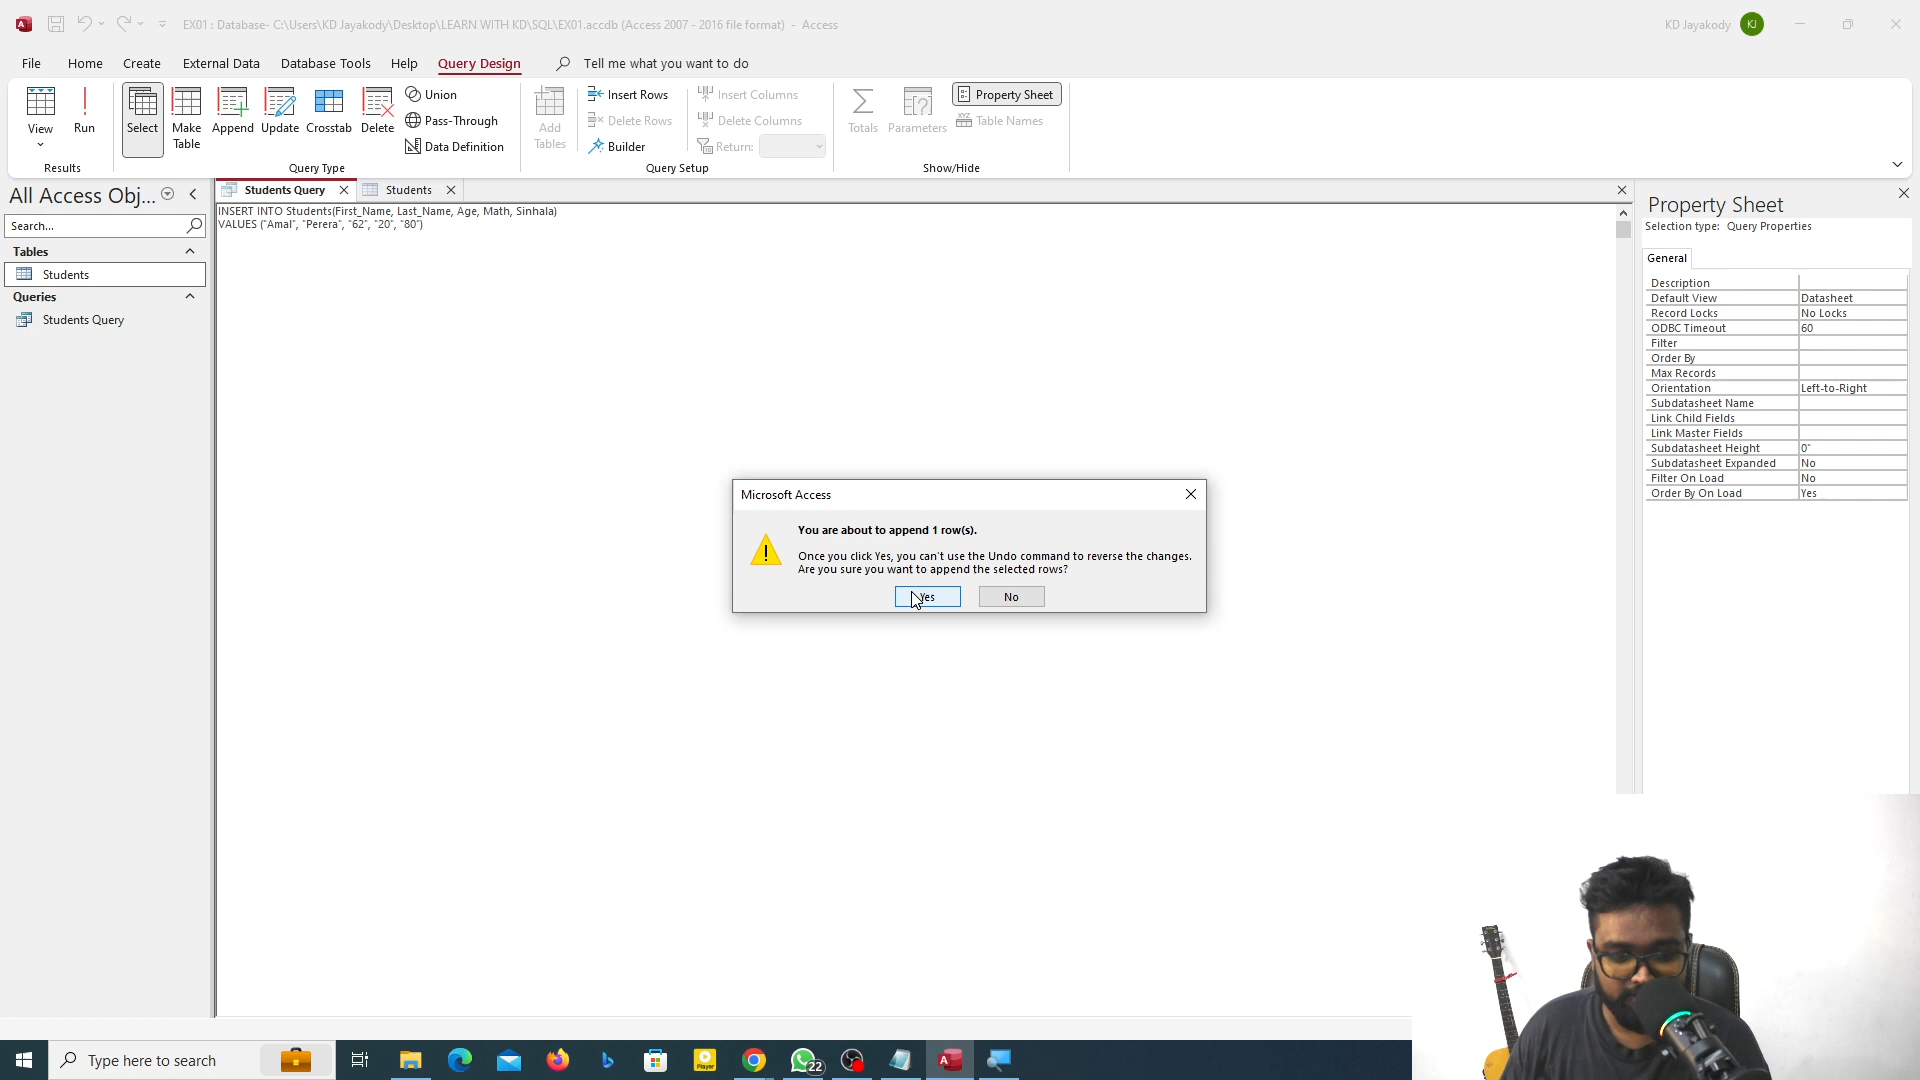 EX01 : Database- C:\Users\KD Jayakody\Desktop\LEARN WITH KD\SQL\EX01.accdb (Access 2007 - 2016 file format) - Access
KD Jayakody
KJ
File Home Create External Data Database Tools Help Query Design Tell me what you want to do
View
Run
Results
Select
Make Table
Append
Update
Crosstab
Delete
Union
Pass-Through
Data Definition
Query Type
Add Tables
Insert Rows
Delete Rows
Builder
Insert Columns
Delete Columns
Return:
Query Setup
Totals
Parameters
Property Sheet
Table Names
Show/Hide
All Access Obj...
Search...
Tables
Students
Queries
Students Query
Students Query
Students
INSERT INTO Students(First_Name, Last_Name, Age, Math, Sinhala)
VALUES ("Amal", "Perera", "62", "20", "80")
Microsoft Access
You are about to append 1 row(s).
Once you click Yes, you can't use the Undo command to reverse the changes.
Are you sure you want to append the selected rows?
Yes
No
Property Sheet
Selection type: Query Properties
General
Description
Default View Datasheet
Record Locks No Locks
ODBC Timeout 60
Filter
Order By
Max Records
Orientation Left-to-Right
Subdatasheet Name
Link Child Fields
Link Master Fields
Subdatasheet Height 0"
Subdatasheet Expanded No
Filter On Load No
Order By On Load Yes
Type here to search
Player
22